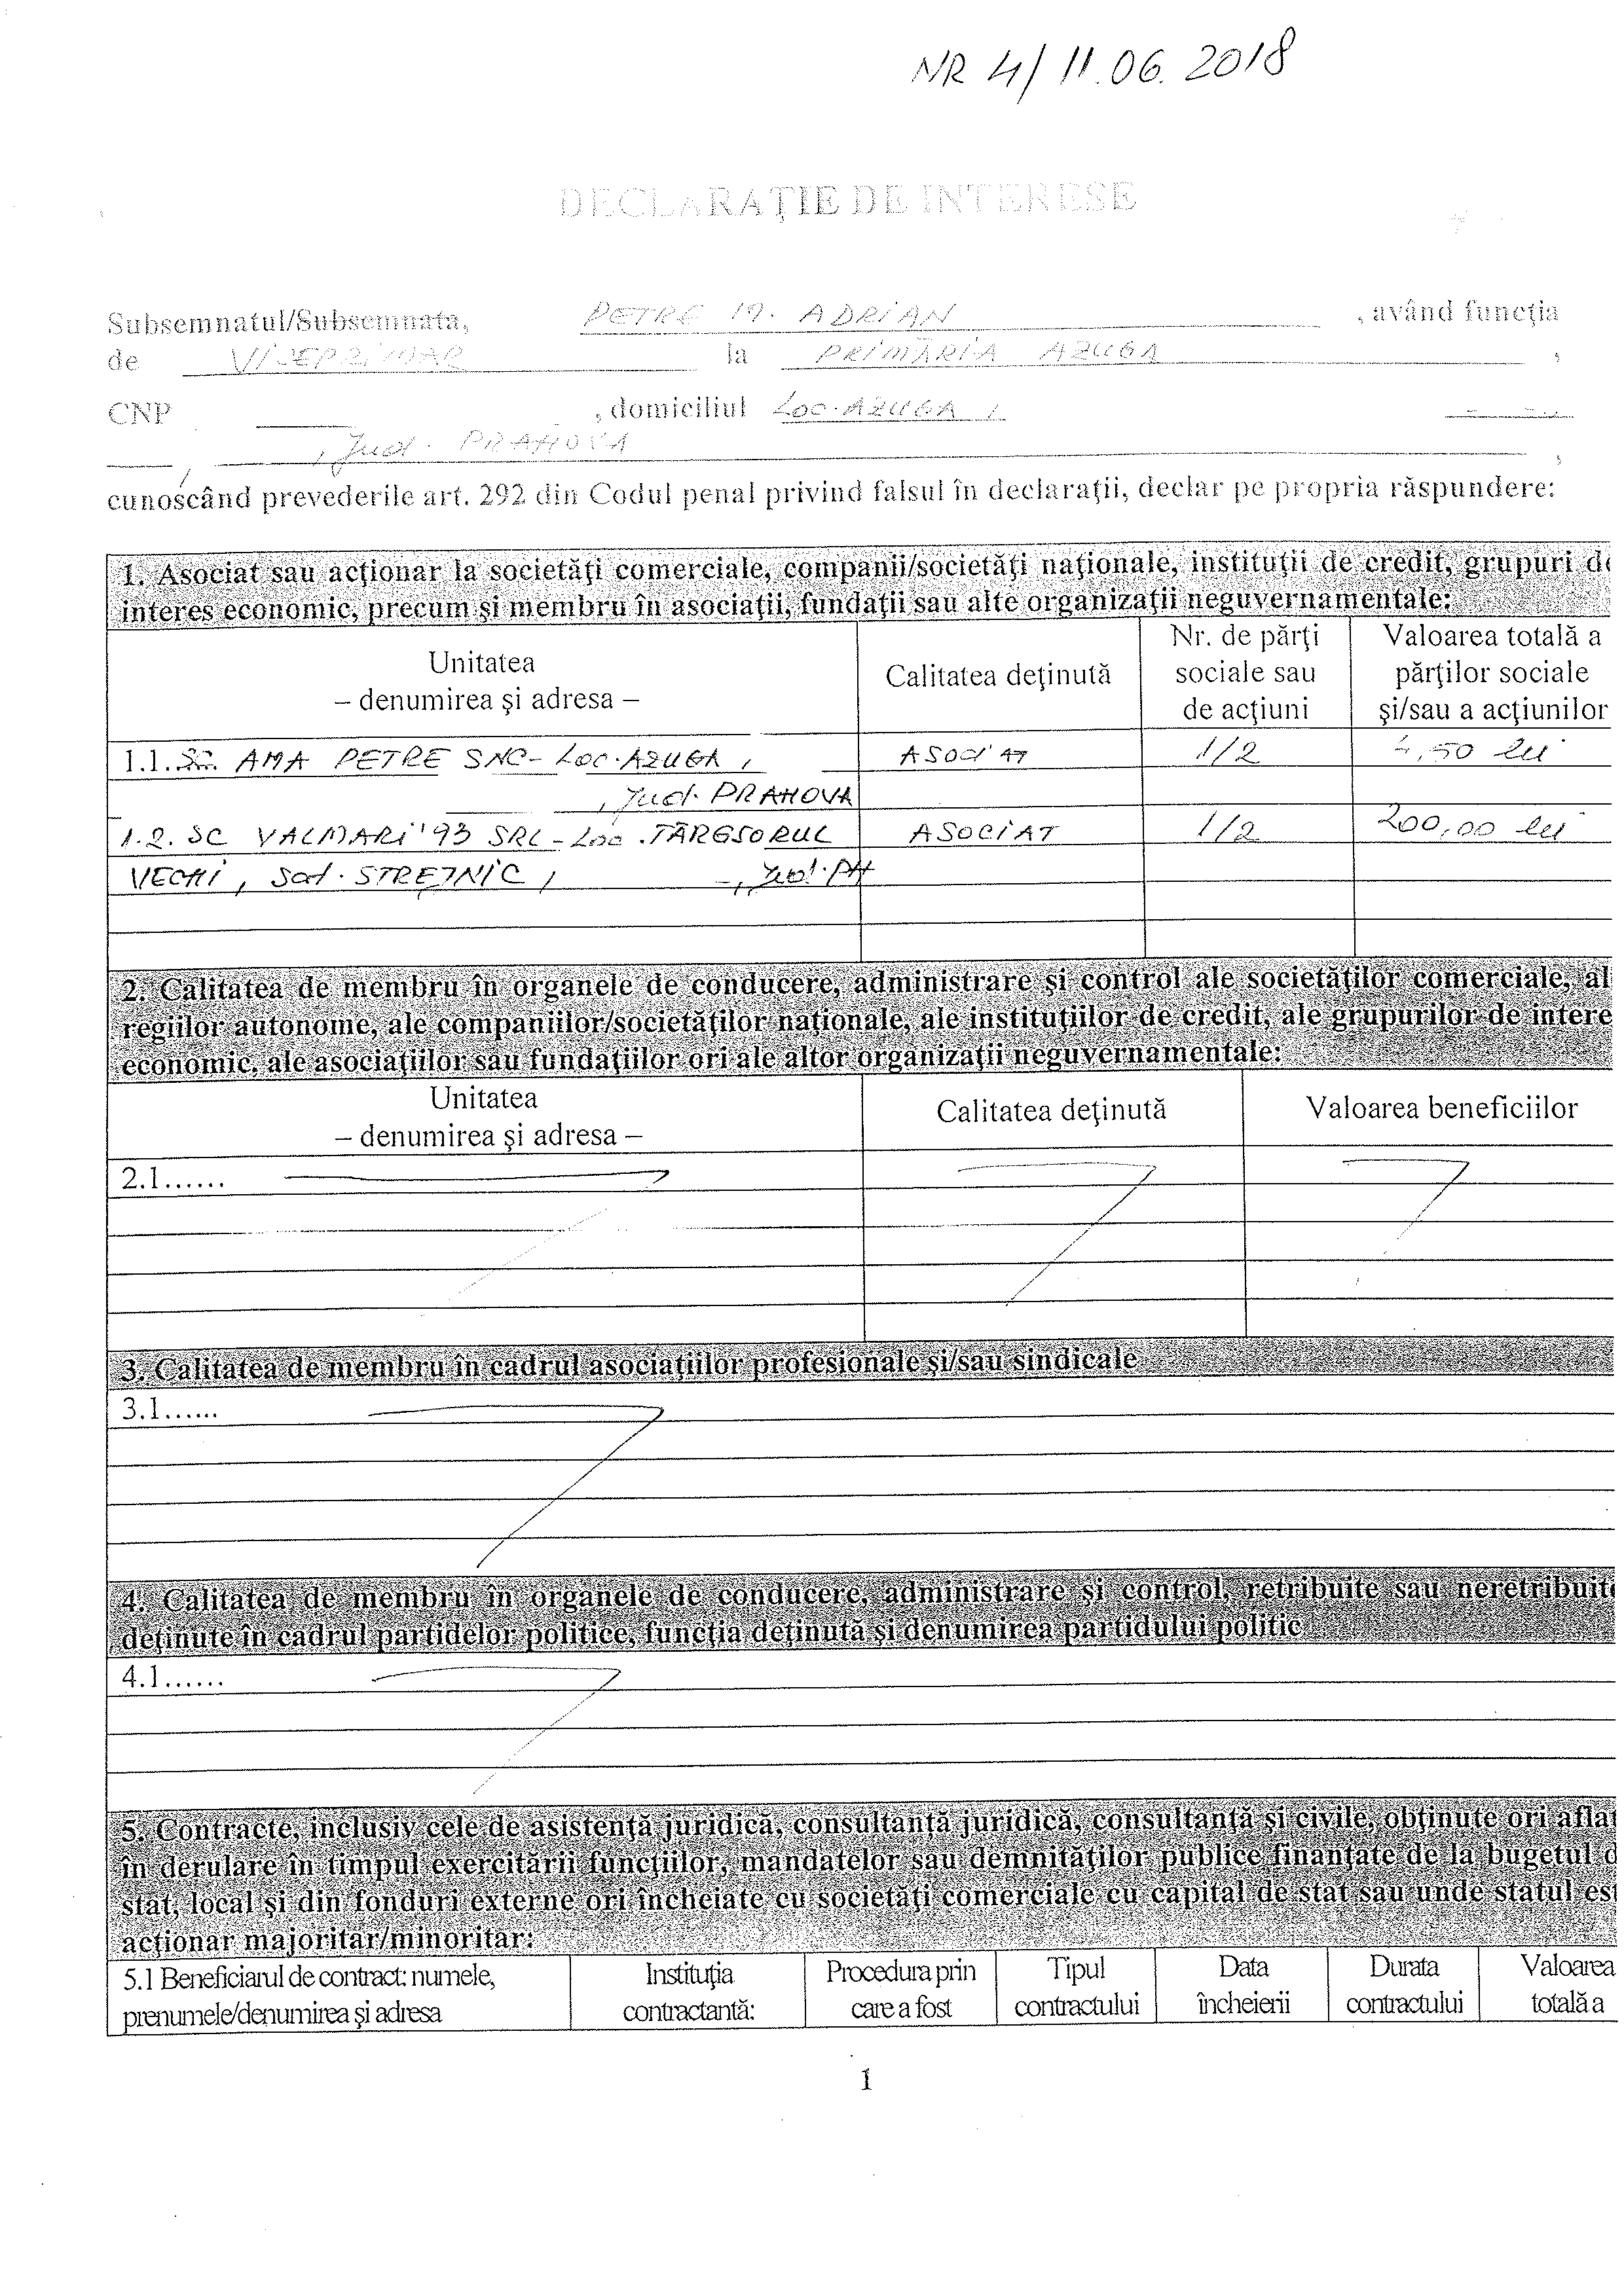 NR 4/ 11.06. 2018
DECLARAŢIE DE INTERESE
Subsemnatul/Subsemnata, PETRE M. ADRIAN , având funcţia
de VICEPRIMAR la PRIMĂRIA AZUGA ,
CNP , domiciliul LOC. AZUGA ,
, Jud. PRAHOVA ,
cunoscând prevederile art. 292 din Codul penal privind falsul în declaraţii, declar pe propria răspundere:
1. Asociat sau acţionar la societăţi comerciale, companii/societăţi naţionale, instituţii de credit, grupuri de
interes economic, precum şi membru în asociaţii, fundaţii sau alte organizaţii neguvernamentale:
Unitatea
– denumirea şi adresa –
Calitatea deţinută
Nr. de părţi
sociale sau
de acţiuni
Valoarea totală a
părţilor sociale
şi/sau a acţiunilor
1.1. AMA PETRE SNC- LOC. AZUGA , ASOCIAT 1/2 4,50 lei
, Jud. PRAHOVA
1.2. SC VALMARI '93 SRL - Loc. TÂRGSORUL ASOCIAT 1/2 200,00 lei
VECHI , Sat. STREJNIC , , Jud. PH
2. Calitatea de membru în organele de conducere, administrare şi control ale societăţilor comerciale, al
regiilor autonome, ale companiilor/societăţilor naţionale, ale instituţiilor de credit, ale grupurilor de intere
economic, ale asociaţiilor sau fundaţiilor ori ale altor organizaţii neguvernamentale:
Unitatea
– denumirea şi adresa –
Calitatea deţinută
Valoarea beneficiilor
2.1......
3. Calitatea de membru în cadrul asociaţiilor profesionale şi/sau sindicale
3.1......
4. Calitatea de membru în organele de conducere, administrare şi control, retribuite sau neretribuite
deţinute în cadrul partidelor politice, funcţia deţinută şi denumirea partidului politic
4.1......
5. Contracte, inclusiv cele de asistenţă juridică, consultanţă juridică, consultanţă şi civile, obţinute ori aflat
în derulare în timpul exercitării funcţiilor, mandatelor sau demnităţilor publice finanţate de la bugetul d
stat, local şi din fonduri externe ori încheiate cu societăţi comerciale cu capital de stat sau unde statul est
acţionar majoritar/minoritar:
5.1 Beneficiarul de contract: numele,
prenumele/denumirea şi adresa
Instituţia
contractantă:
Procedura prin
care a fost
Tipul
contractului
Data
încheierii
Durata
contractului
Valoarea
totală a
1